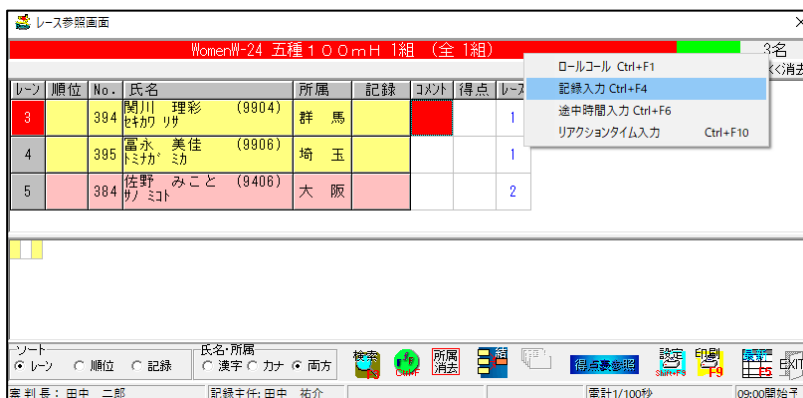 レース参照画面
WomenW-24 五種１００ｍＨ 1組 （全 1組）
3名
ロールコール Ctrl+F1
記録入力 Ctrl+F4
途中時間入力 Ctrl+F6
リアクションタイム入力 Ctrl+F10
レーン 順位 No. 氏名 所属 記録 ｺﾒﾝﾄ 得点
3 394 関川 理彩 (9904) 群 馬 1
ｾｷｶﾜ ﾘｻ
4 395 冨永 美佳 (9906) 埼 玉 1
ﾄﾐﾅｶﾞ ﾐｶ
5 384 佐野 みこと (9406) 大 阪 2
ｻﾉ ﾐｺﾄ
ソート
レーン 順位 記録
氏名・所属
漢字 カナ 両方
検索
所属
消去
得点表参照
設定
Shift+F9
印刷
F9
F5
EXIT
審判長: 田中 二郎 記録主任: 田中 祐介 電計1/100秒 09:00開始予